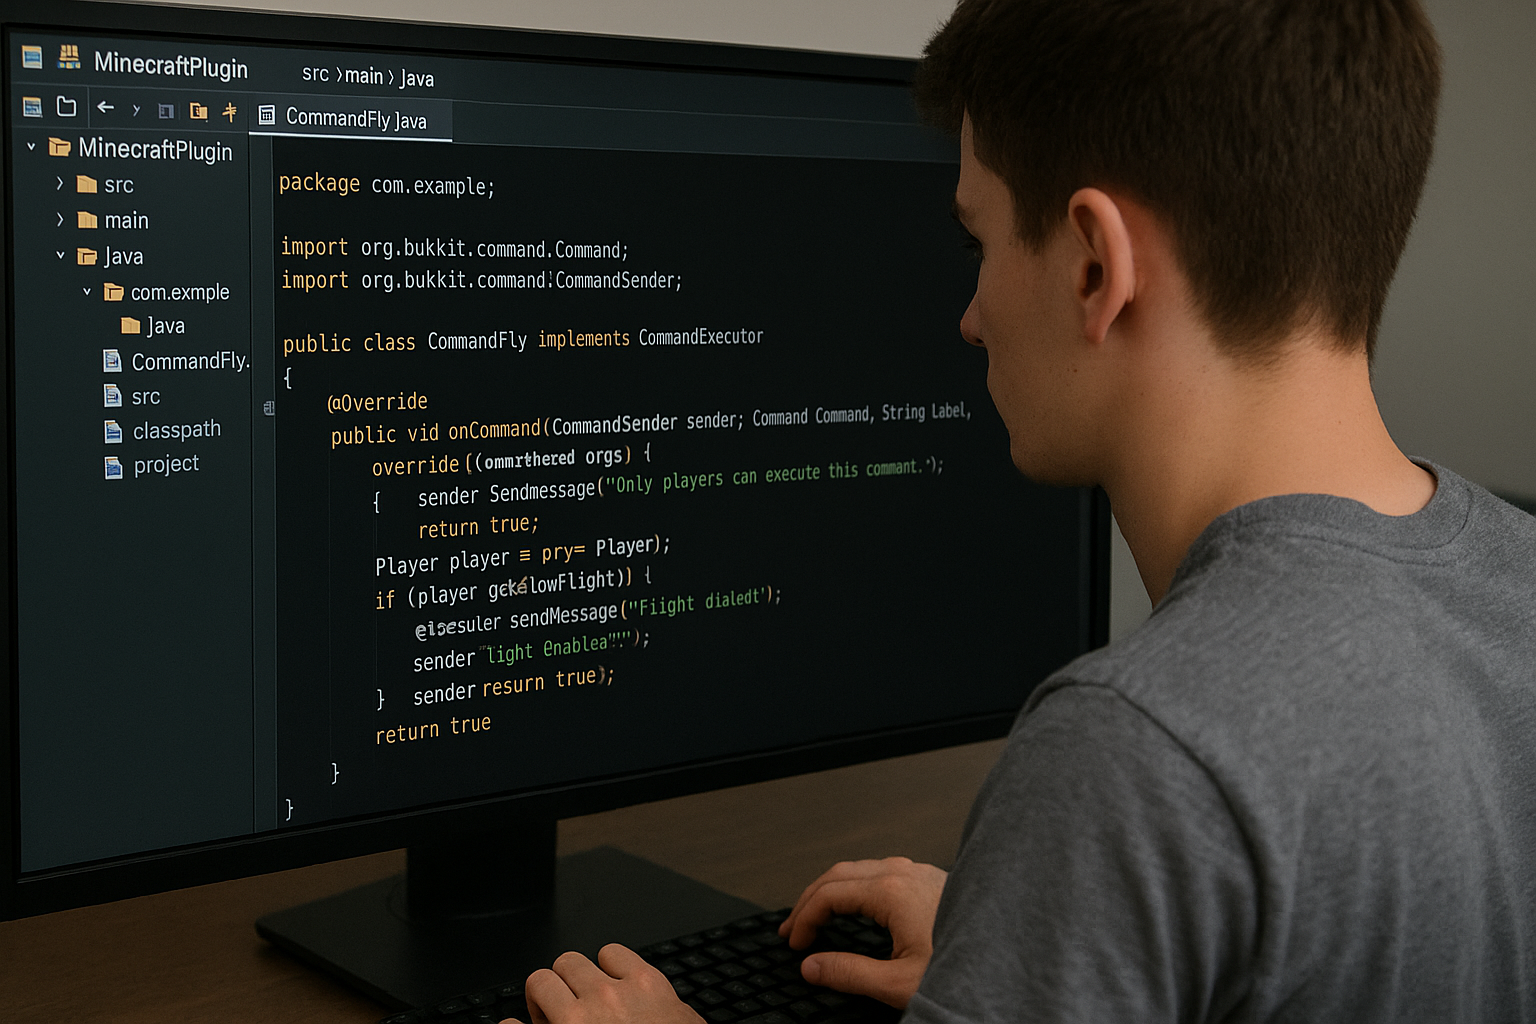 MinecraftPlugin
src > main > Java
CommandFly Java
MinecraftPlugin
src
main
Java
com.exmple
Java
CommandFly.
src
classpath
project
package com.example;
import org.bukkit.command.Command;
import org.bukkit.command:CommandSender;
public class CommandFly implements CommandExecutor
{
@Override
public vid onCommand(CommandSender sender; Command Command, String Label,
override ( orgs) {
{ sender Sendmessage("Only players can execute this commant.");
return true;
Player player ≡ pry= Player);
if (player lowFlight)) {
sendMessage("Fiight dialedt');
sender light Enablea""");
} sender resurn true);
return true
}
}